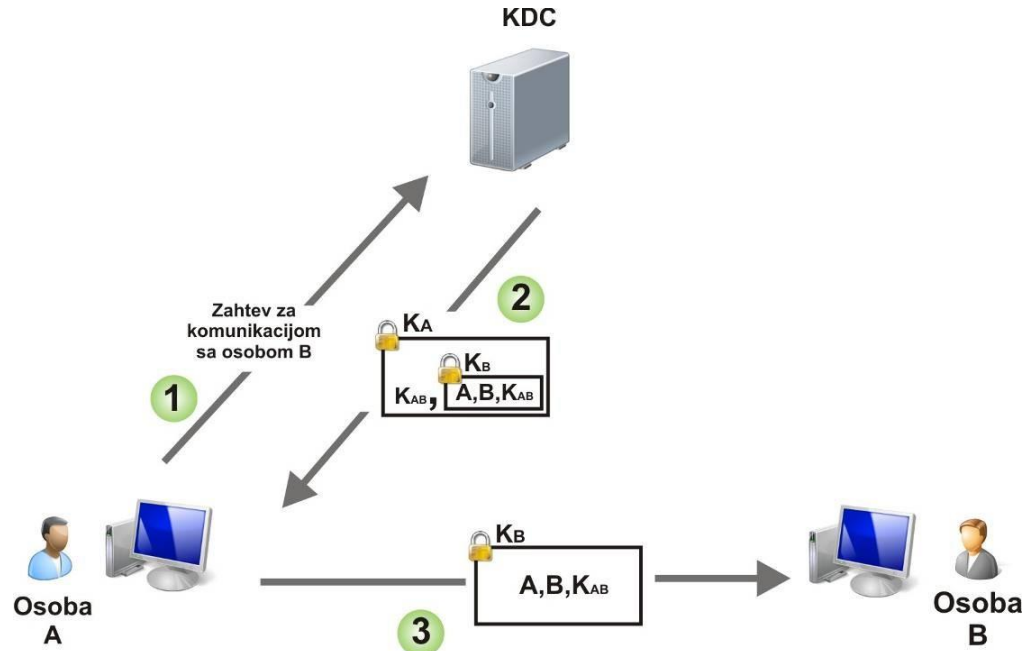 KDC
Zahtev za
komunikacijom
sa osobom B
1
2
KA
KB
KAB, A,B,KAB
KB
A,B,KAB
3
Osoba
A
Osoba
B